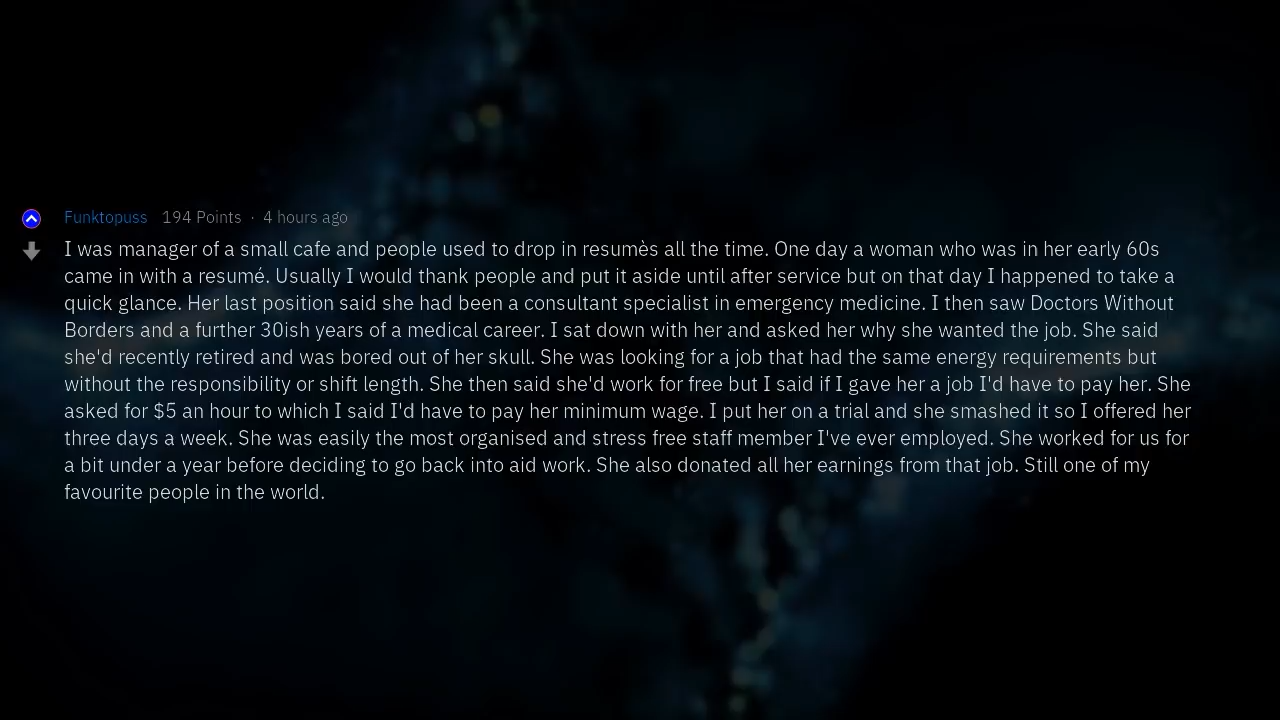 Funktopuss 194 Points · 4 hours ago
I was manager of a small cafe and people used to drop in resumès all the time. One day a woman who was in her early 60s
came in with a resumé. Usually I would thank people and put it aside until after service but on that day I happened to take a
quick glance. Her last position said she had been a consultant specialist in emergency medicine. I then saw Doctors Without
Borders and a further 30ish years of a medical career. I sat down with her and asked her why she wanted the job. She said
she'd recently retired and was bored out of her skull. She was looking for a job that had the same energy requirements but
without the responsibility or shift length. She then said she'd work for free but I said if I gave her a job I'd have to pay her. She
asked for $5 an hour to which I said I'd have to pay her minimum wage. I put her on a trial and she smashed it so I offered her
three days a week. She was easily the most organised and stress free staff member I've ever employed. She worked for us for
a bit under a year before deciding to go back into aid work. She also donated all her earnings from that job. Still one of my
favourite people in the world.